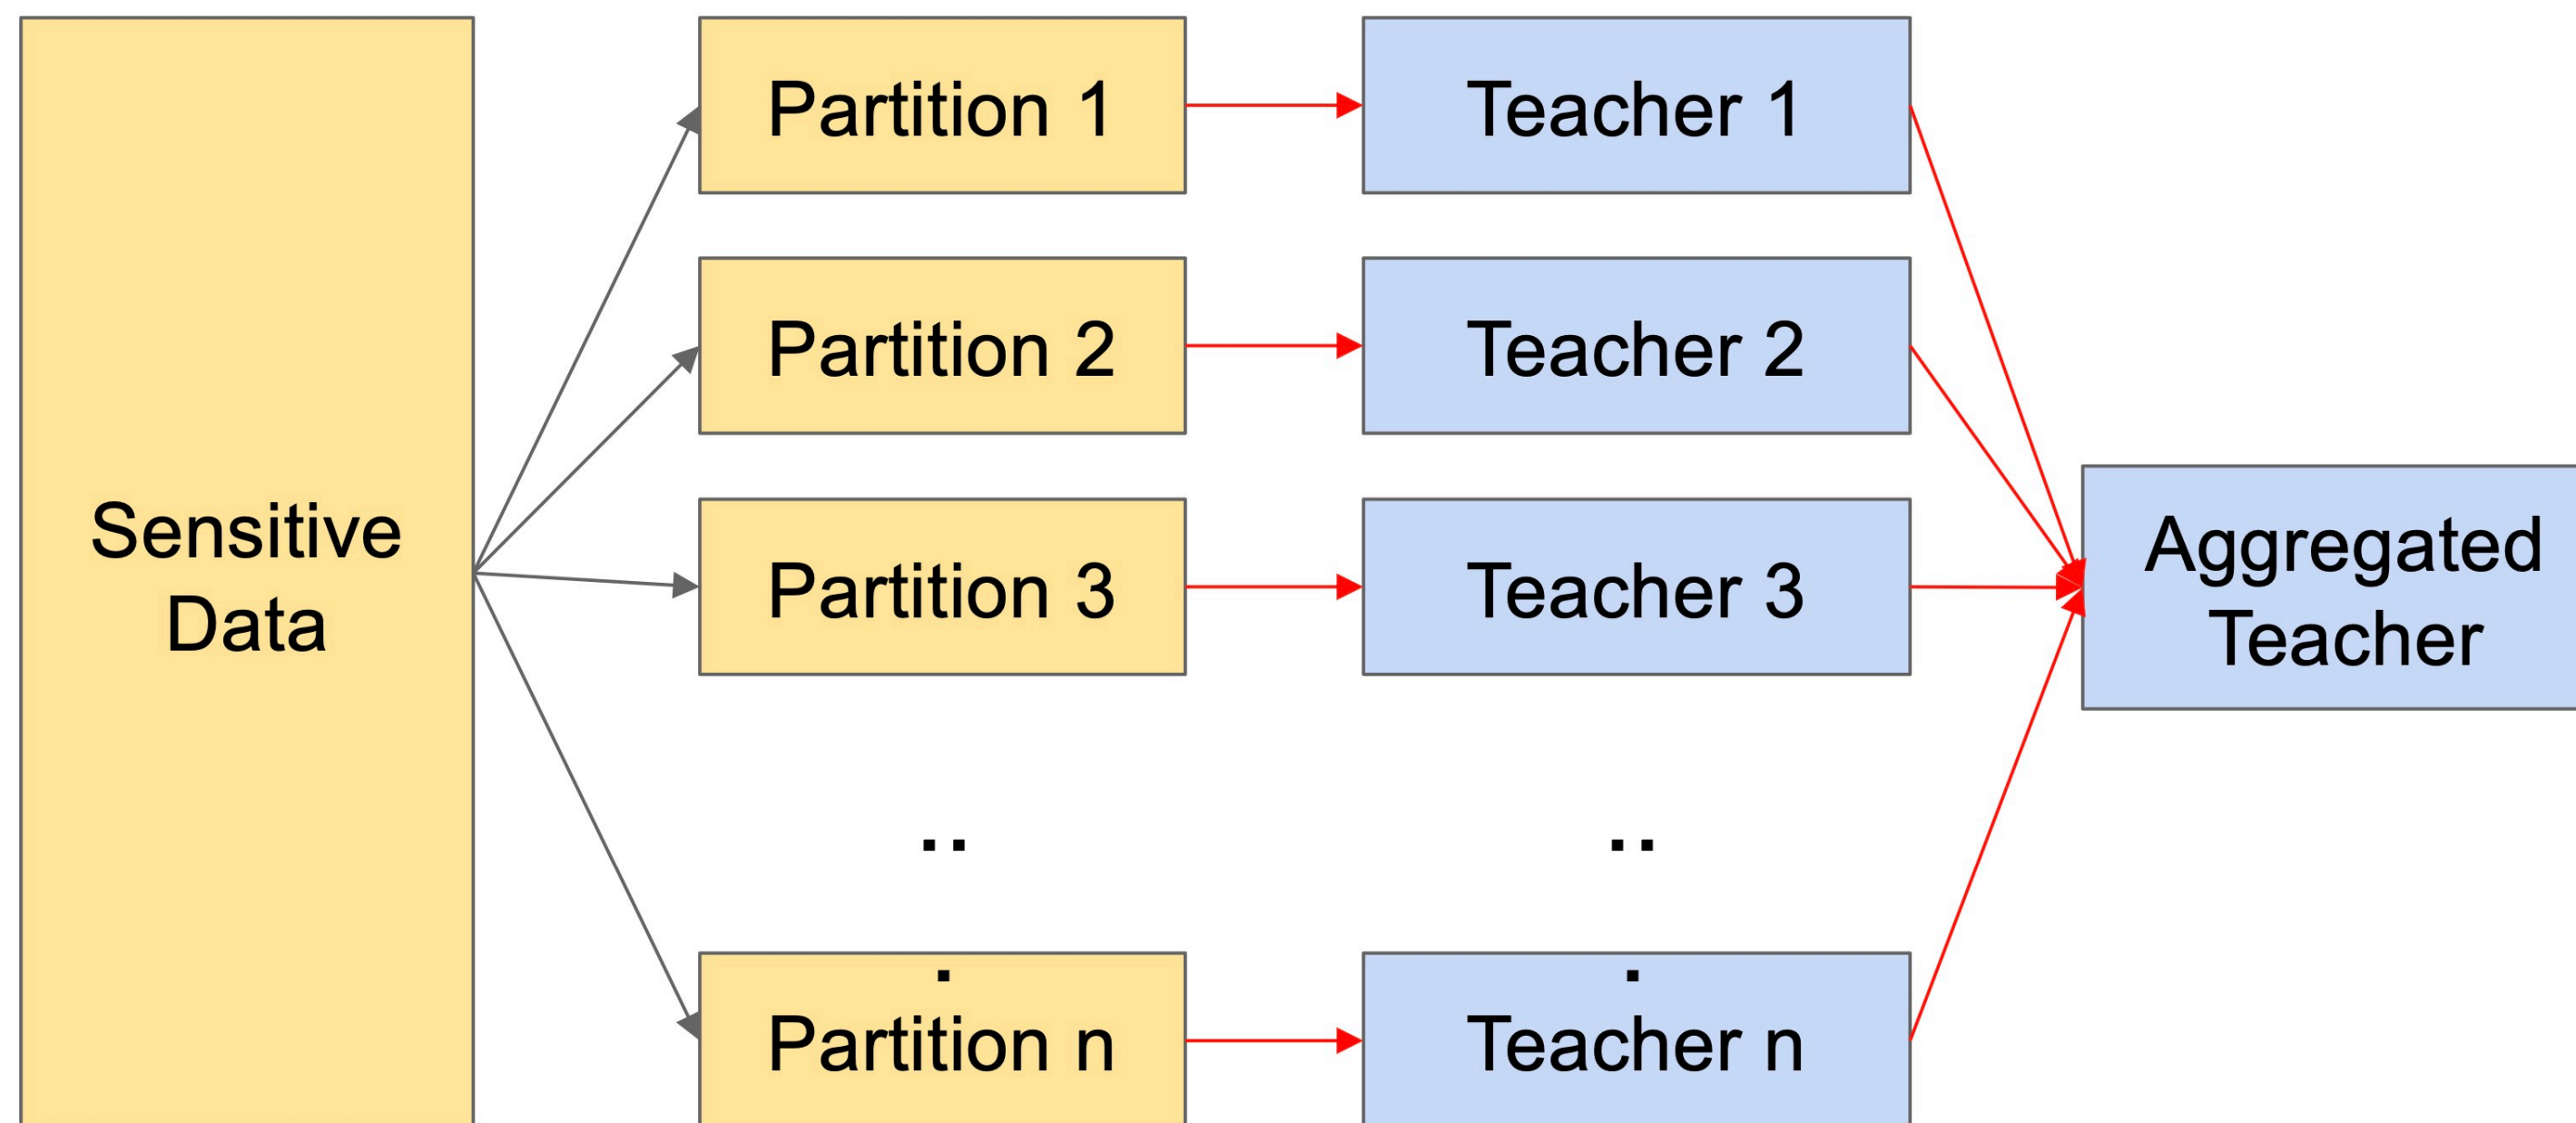 Sensitive
Data
Partition 1
Teacher 1
Partition 2
Teacher 2
Partition 3
Teacher 3
..
..
.
.
Partition n
Teacher n
Aggregated
Teacher